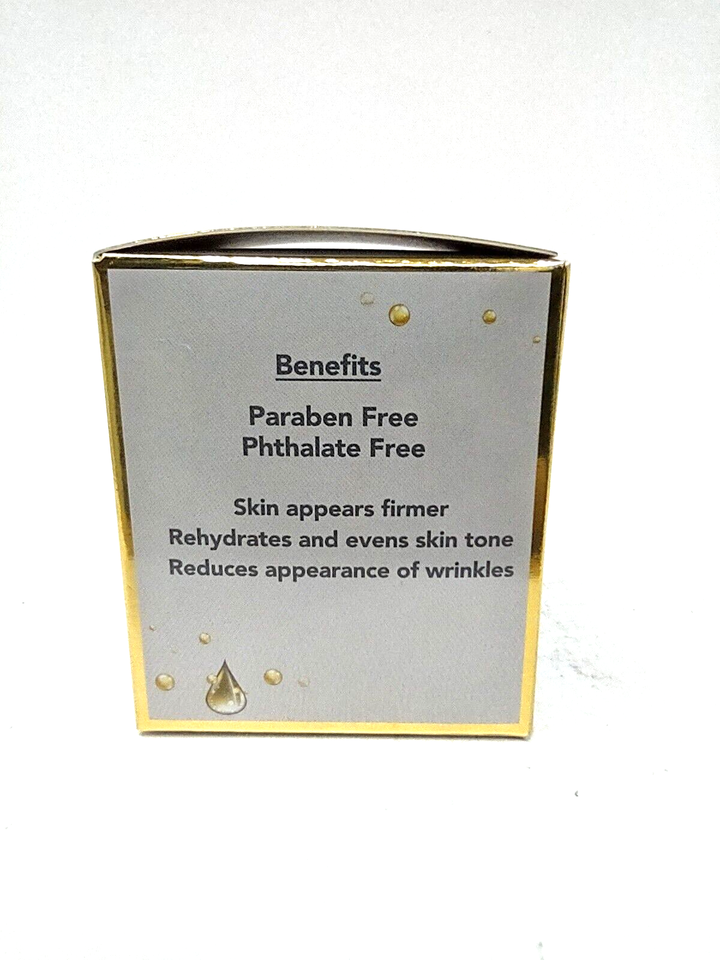 Benefits
Paraben Free
Phthalate Free
Skin appears firmer
Rehydrates and evens skin tone
Reduces appearance of wrinkles